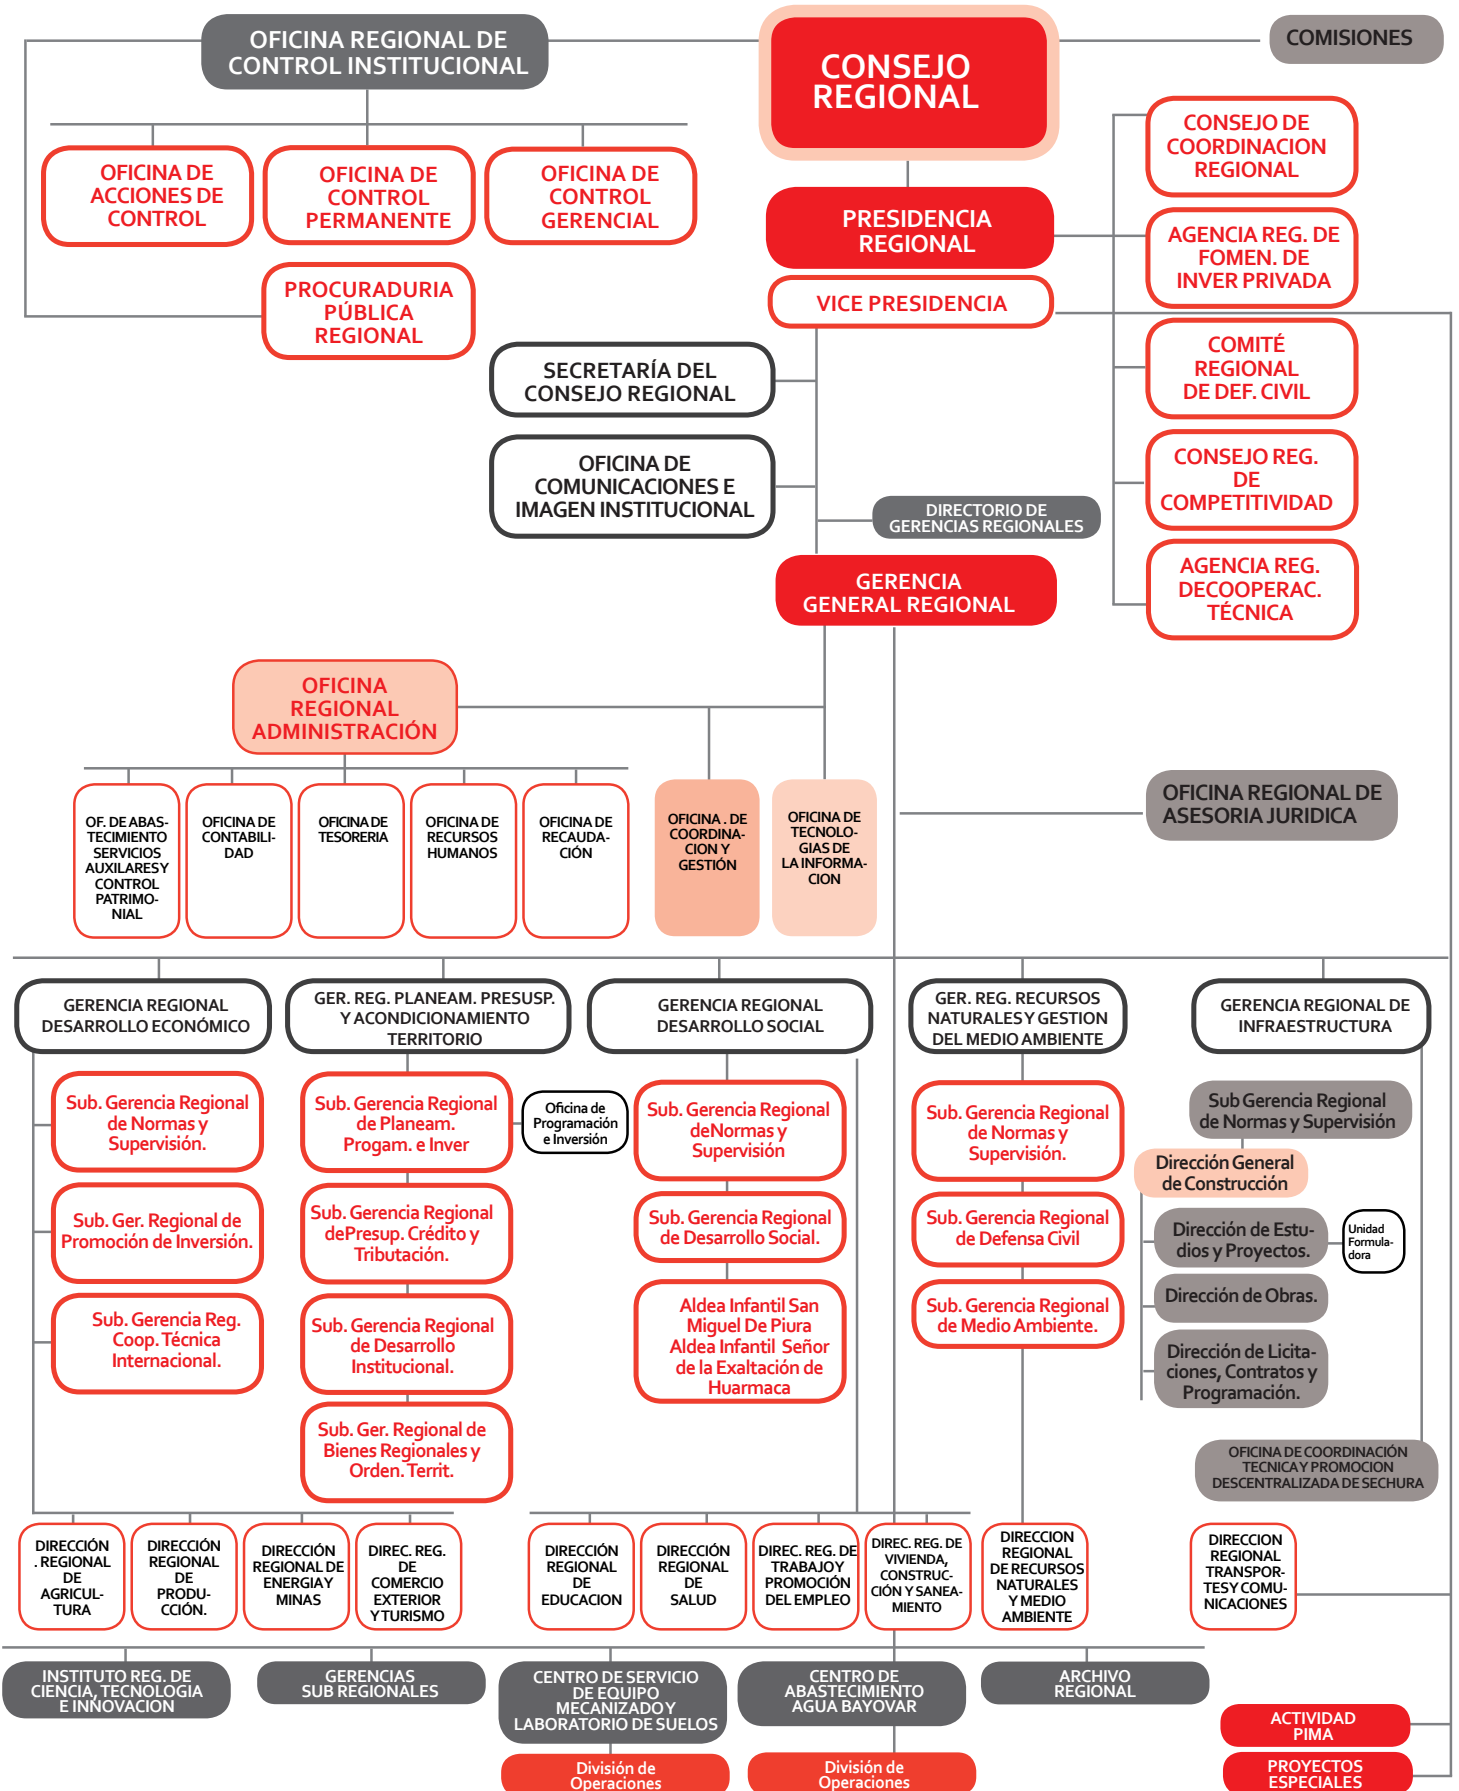 OFICINA REGIONAL DE
CONTROL INSTITUCIONAL
CONSEJO
REGIONAL
COMISIONES
OFICINA DE
ACCIONES DE
CONTROL
OFICINA DE
CONTROL
PERMANENTE
OFICINA DE
CONTROL
GERENCIAL
PROCURADURIA
PÚBLICA
REGIONAL
PRESIDENCIA
REGIONAL
VICE PRESIDENCIA
CONSEJO DE
COORDINACION
REGIONAL
AGENCIA REG. DE
FOMEN. DE
INVER PRIVADA
COMITÉ
REGIONAL
DE DEF. CIVIL
CONSEJO REG.
DE
COMPETITIVIDAD
AGENCIA REG.
DECOOPERAC.
TÉCNICA
SECRETARÍA DEL
CONSEJO REGIONAL
OFICINA DE
COMUNICACIONES E
IMAGEN INSTITUCIONAL
DIRECTORIO DE
GERENCIAS REGIONALES
GERENCIA
GENERAL REGIONAL
OFICINA
REGIONAL
ADMINISTRACIÓN
OF. DE ABAS-
TECIMIENTO
SERVICIOS
AUXILARES Y
CONTROL
PATRIMO-
NIAL
OFICINA DE
CONTABILI-
DAD
OFICINA DE
TESORERIA
OFICINA DE
RECURSOS
HUMANOS
OFICINA DE
RECAUDA-
CIÓN
OFICINA . DE
COORDINA-
CION Y
GESTIÓN
OFICINA DE
TECNOLO-
GIAS DE
LA INFORMA-
CION
OFICINA REGIONAL DE
ASESORIA JURIDICA
GERENCIA REGIONAL
DESARROLLO ECONÓMICO
GER. REG. PLANEAM. PRESUSP.
Y ACONDICIONAMIENTO
TERRITORIO
GERENCIA REGIONAL
DESARROLLO SOCIAL
GER. REG. RECURSOS
NATURALES Y GESTION
DEL MEDIO AMBIENTE
GERENCIA REGIONAL DE
INFRAESTRUCTURA
Sub. Gerencia Regional
de Normas y
Supervisión.
Sub. Ger. Regional de
Promoción de Inversión.
Sub. Gerencia Reg.
Coop. Técnica
Internacional.
Sub. Gerencia Regional
de Planeam.
Progam. e Inver
Oficina de
Programación
e Inversión
Sub. Gerencia Regional
dePresup. Crédito y
Tributación.
Sub. Gerencia Regional
de Desarrollo
Institucional.
Sub. Ger. Regional de
Bienes Regionales y
Orden. Territ.
Sub. Gerencia Regional
deNormas y
Supervisión
Sub. Gerencia Regional
de Desarrollo Social.
Aldea Infantil San
Miguel De Piura
Aldea Infantil Señor
de la Exaltación de
Huarmaca
Sub. Gerencia Regional
de Normas y
Supervisión.
Sub. Gerencia Regional
de Defensa Civil
Sub. Gerencia Regional
de Medio Ambiente.
Sub Gerencia Regional
de Normas y Supervisión
Dirección General
de Construcción
Dirección de Estu-
dios y Proyectos.
Unidad
Formula-
dora
Dirección de Obras.
Dirección de Licita-
ciones, Contratos y
Programación.
OFICINA DE COORDINACIÓN
TECNICA Y PROMOCION
DESCENTRALIZADA DE SECHURA
DIRECCIÓN
. REGIONAL
DE
AGRICUL-
TURA
DIRECCIÓN
REGIONAL
DE
PRODU-
CCIÓN.
DIRECCIÓN
REGIONAL DE
ENERGIA Y
MINAS
DIREC. REG.
DE
COMERCIO
EXTERIOR
Y TURISMO
DIRECCIÓN
REGIONAL
DE
EDUCACION
DIRECCIÓN
REGIONAL
DE
SALUD
DIREC. REG. DE
TRABAJO Y
PROMOCIÓN
DEL EMPLEO
DIREC. REG. DE
VIVIENDA,
CONSTRUC-
CIÓN Y SANEA-
MIENTO
DIRECCION
REGIONAL
DE RECURSOS
NATURALES
Y MEDIO
AMBIENTE
DIRECCION
REGIONAL
TRANSPOR-
TES Y COMU-
NICACIONES
INSTITUTO REG. DE
CIENCIA, TECNOLOGIA
E INNOVACION
GERENCIAS
SUB REGIONALES
CENTRO DE SERVICIO
DE EQUIPO
MECANIZADO Y
LABORATORIO DE SUELOS
CENTRO DE
ABASTECIMIENTO
AGUA BAYOVAR
ARCHIVO
REGIONAL
División de
Operaciones
División de
Operaciones
ACTIVIDAD
PIMA
PROYECTOS
ESPECIALES